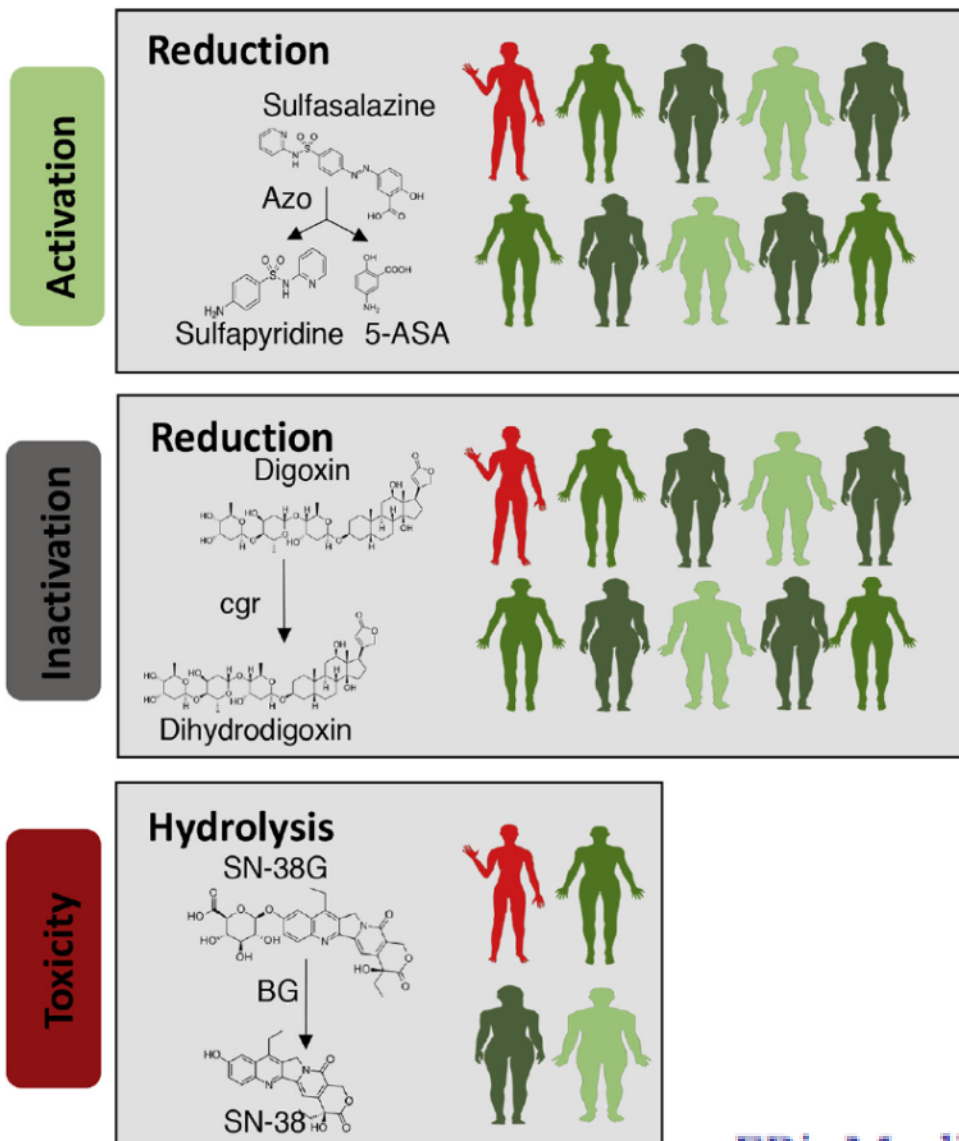 Activation
Reduction
Sulfasalazine
Azo
Sulfapyridine 5-ASA
Inactivation
Reduction
Digoxin
cgr
Dihydrodigoxin
Toxicity
Hydrolysis
SN-38G
BG
SN-38